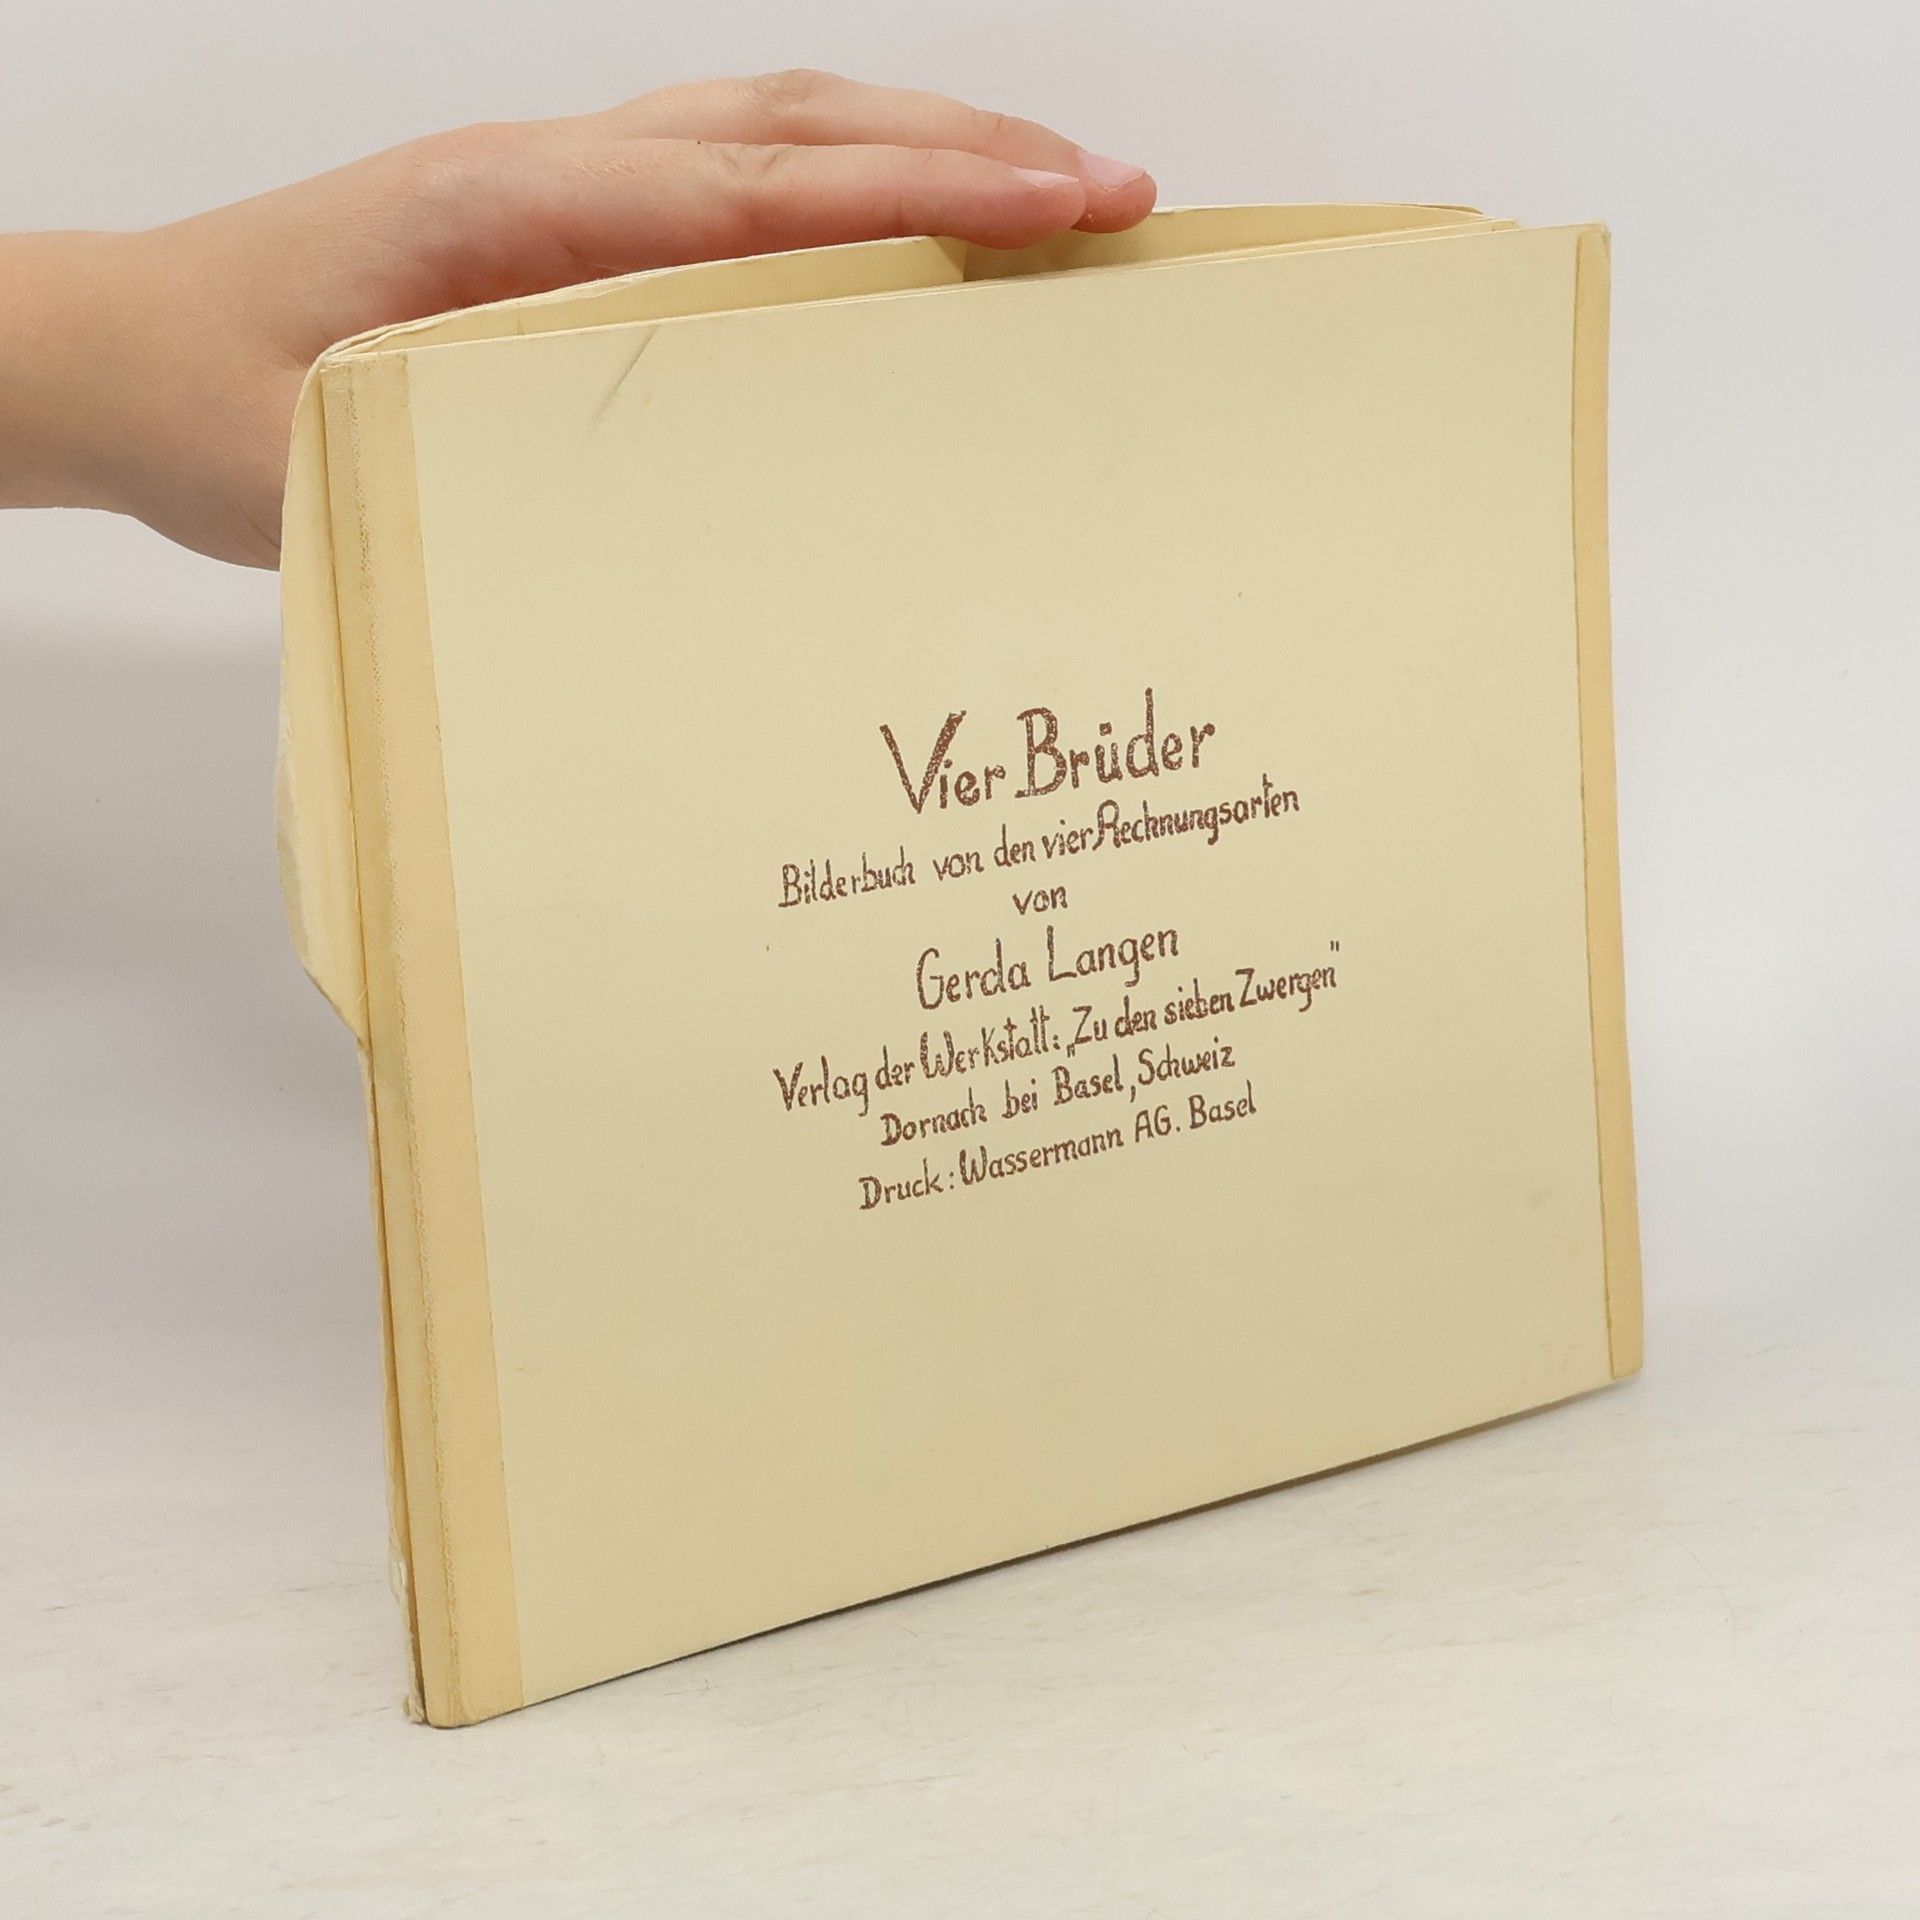 Vier Brüder
Bilderbuch von den vier Rechnungsarten
von
Gerda Langen
Verlag der Werkstatt: „Zu den sieben Zwergen"
Dornach bei Basel, Schweiz
Druck: Wassermann AG. Basel